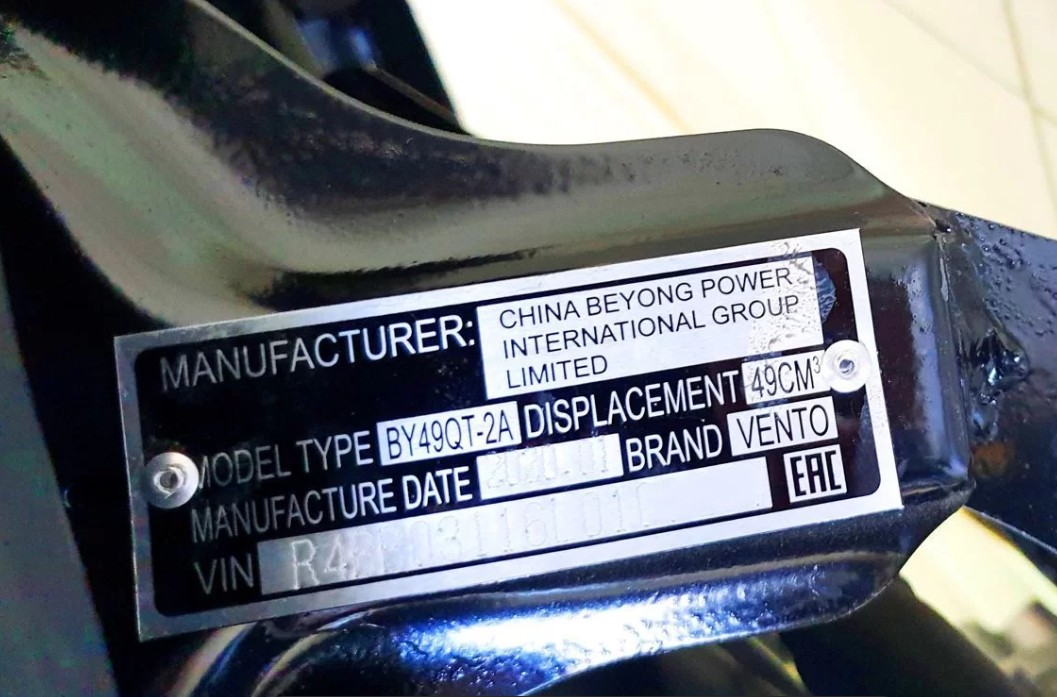 MANUFACTURER: CHINA BEYONG POWER
INTERNATIONAL GROUP
LIMITED
MODEL TYPE BY49QT-2A DISPLACEMENT 49CM³
MANUFACTURE DATE BRAND VENTO
VIN
EAC